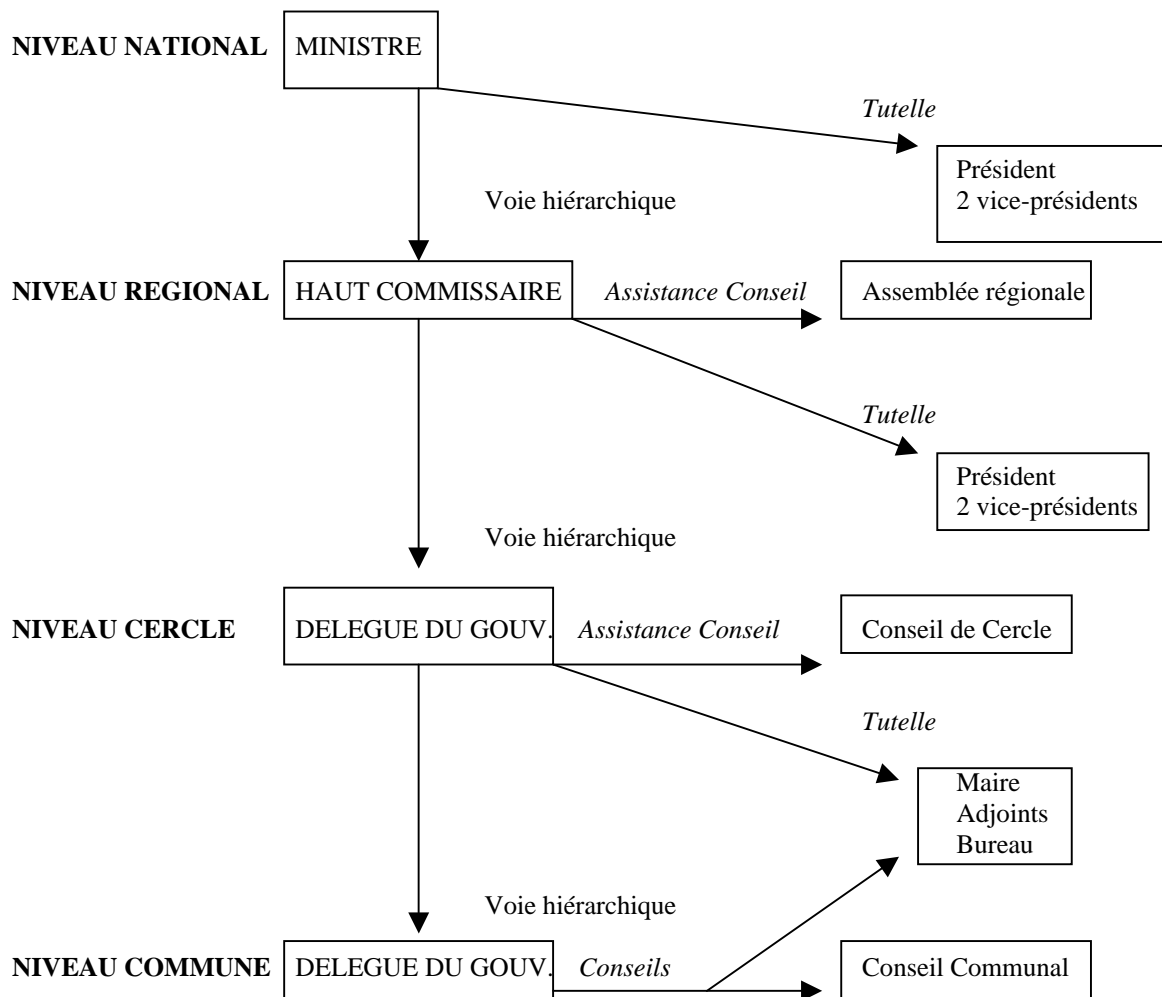 NIVEAU NATIONAL MINISTRE
Tutelle
Président
2 vice-présidents
Voie hiérarchique
NIVEAU REGIONAL HAUT COMMISSAIRE Assistance Conseil Assemblée régionale
Tutelle
Président
2 vice-présidents
Voie hiérarchique
NIVEAU CERCLE DELEGUE DU GOUV. Assistance Conseil Conseil de Cercle
Tutelle
Maire
Adjoints
Bureau
Voie hiérarchique
NIVEAU COMMUNE DELEGUE DU GOUV. Conseils Conseil Communal